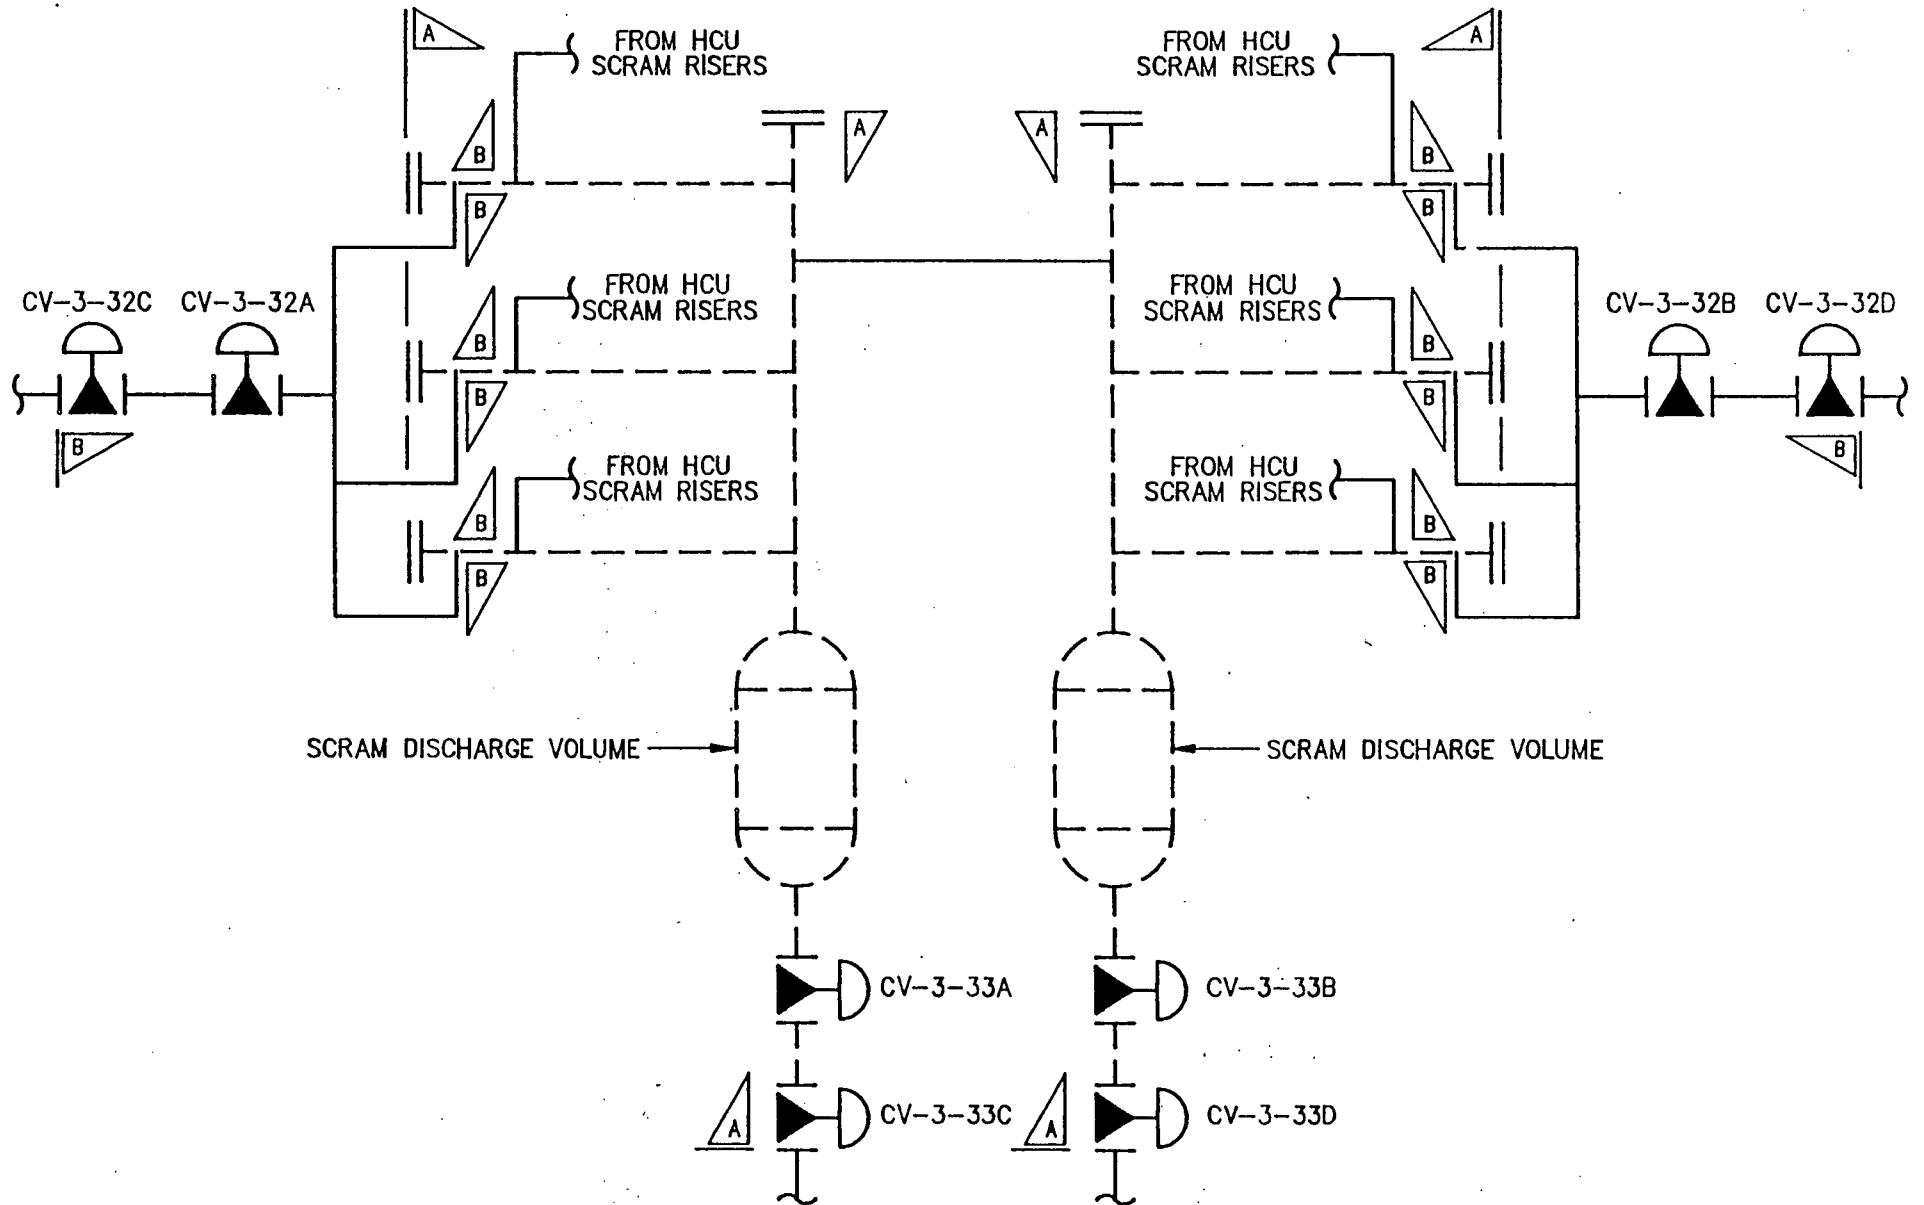 A
FROM HCU
SCRAM RISERS
FROM HCU
SCRAM RISERS
A
A
A
B
B
B
B
CV-3-32C
CV-3-32A
FROM HCU
SCRAM RISERS
FROM HCU
SCRAM RISERS
CV-3-32B
CV-3-32D
B
B
B
B
B
B
FROM HCU
SCRAM RISERS
FROM HCU
SCRAM RISERS
B
B
B
B
SCRAM DISCHARGE VOLUME
SCRAM DISCHARGE VOLUME
CV-3-33A
CV-3-33B
A
CV-3-33C
A
CV-3-33D